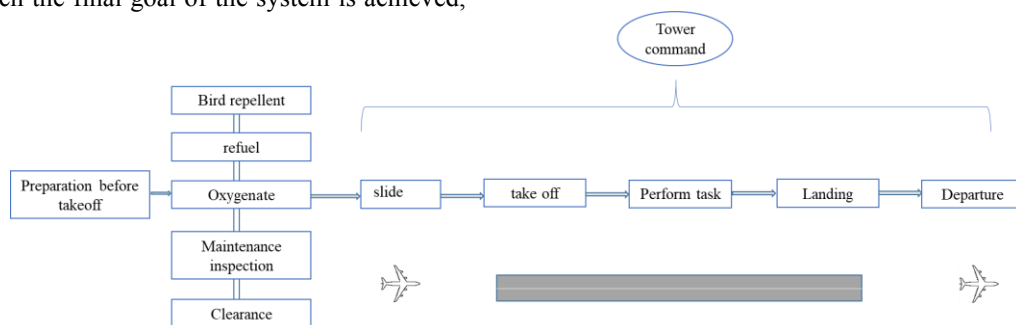 en the final goal of the system is achieved,
Tower
command
Bird repellent
refuel
Preparation before
takeoff
Oxygenate
slide
take off
Perform task
Landing
Departure
Maintenance
inspection
Clearance